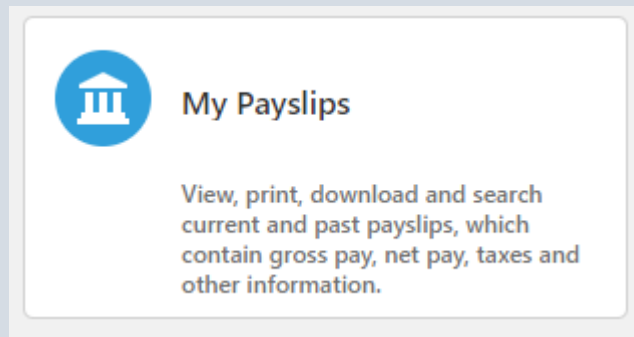 My Payslips
View, print, download and search
current and past payslips, which
contain gross pay, net pay, taxes and
other information.